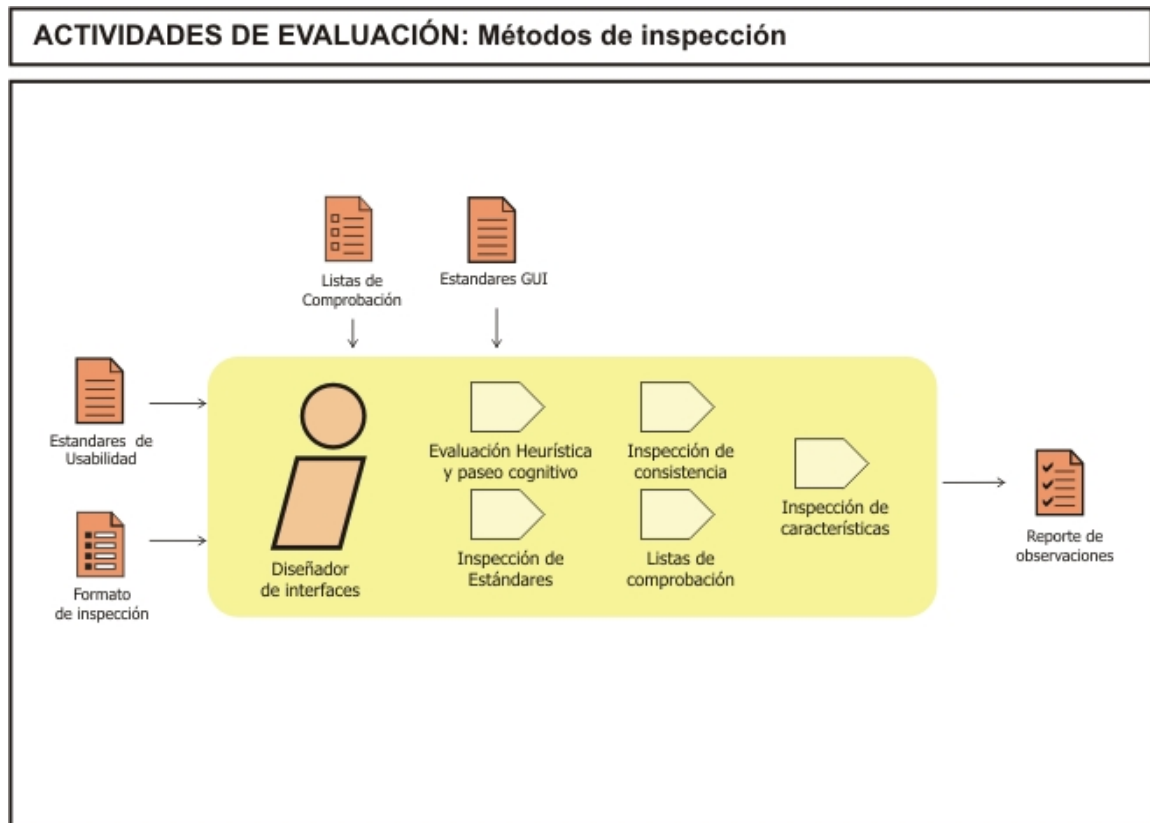 ACTIVIDADES DE EVALUACIÓN: Métodos de inspección
Listas de
Comprobación
Estandares GUI
Estandares de
Usabilidad
Formato
de inspección
Diseñador
de interfaces
Evaluación Heurística
y paseo cognitivo
Inspección de
consistencia
Inspección de
Estándares
Listas de
comprobación
Inspección de
características
Reporte de
observaciones